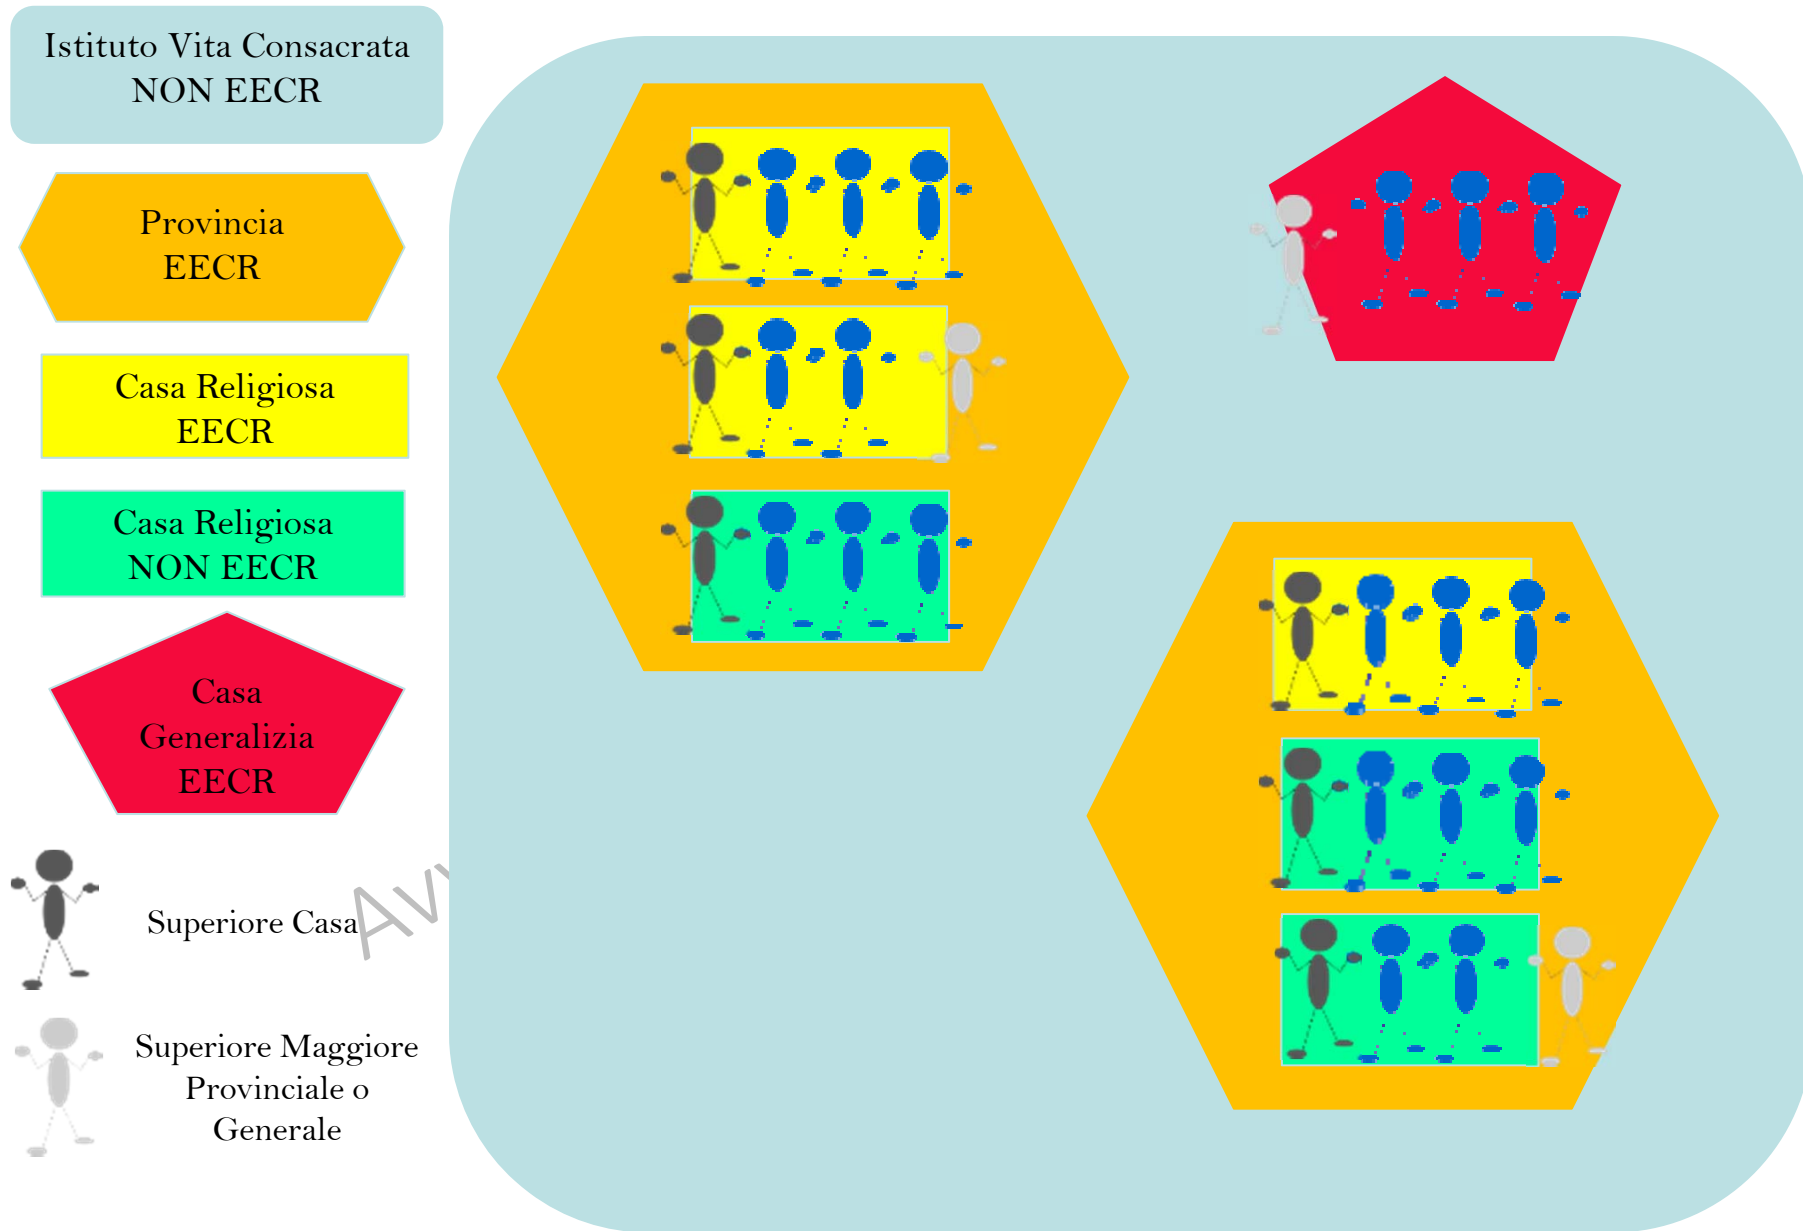 Istituto Vita Consacrata
NON EECR
Provincia
EECR
Casa Religiosa
EECR
Casa Religiosa
NON EECR
Casa
Generalizia
EECR
Superiore Casa
Superiore Maggiore
Provinciale o
Generale